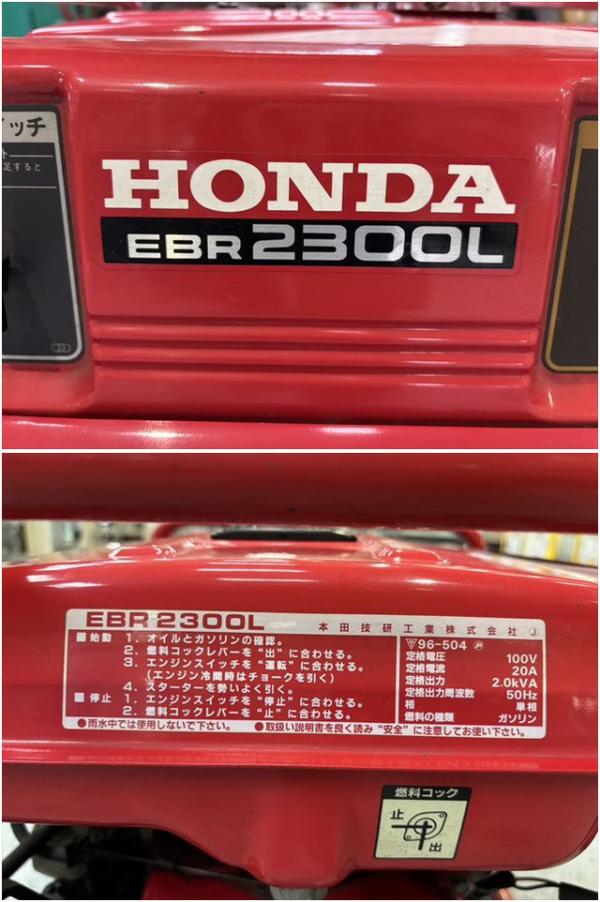 イッチ
足すると
HONDA
EBR 2300L
EBR 2300L 本田技研工業株式会社 Ⓙ
■始動 1. オイルとガソリンの確認。
2. 燃料コックレバーを“出”に合わせる。
3. エンジンスイッチを“運転”に合わせる。
(エンジン冷間時はチョークを引く)
4. スターターを勢いよく引く。
■停止 1. エンジンスイッチを“停止”に合わせる。
2. 燃料コックレバーを“止”に合わせる。
96-504
定格電圧 100V
定格電流 20A
定格出力 2.0kVA
定格出力周波数 50Hz
相 単相
燃料の種類 ガソリン
●雨水中では使用しないで下さい。 ●取扱い説明書を良く読み“安全”に注意してお使い下さい。
燃料コック
止
出